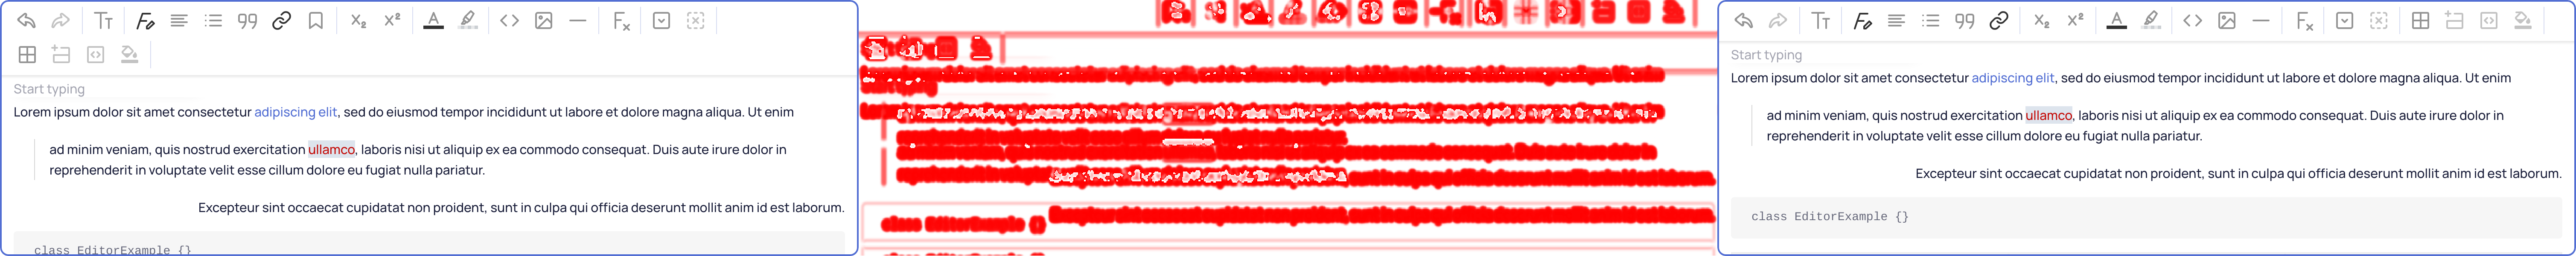 Start typing
Lorem ipsum dolor sit amet consectetur adipiscing elit, sed do eiusmod tempor incididunt ut labore et dolore magna aliqua. Ut enim
ad minim veniam, quis nostrud exercitation ullamco, laboris nisi ut aliquip ex ea commodo consequat. Duis aute irure dolor in
reprehenderit in voluptate velit esse cillum dolore eu fugiat nulla pariatur.
Excepteur sint occaecat cupidatat non proident, sunt in culpa qui officia deserunt mollit anim id est laborum.
class EditorExample {}
class EditorExample {}
Start typing
Lorem ipsum dolor sit amet consectetur adipiscing elit, sed do eiusmod tempor incididunt ut labore et dolore magna aliqua. Ut enim
ad minim veniam, quis nostrud exercitation ullamco, laboris nisi ut aliquip ex ea commodo consequat. Duis aute irure dolor in
reprehenderit in voluptate velit esse cillum dolore eu fugiat nulla pariatur.
Excepteur sint occaecat cupidatat non proident, sunt in culpa qui officia deserunt mollit anim id est laborum.
class EditorExample {}